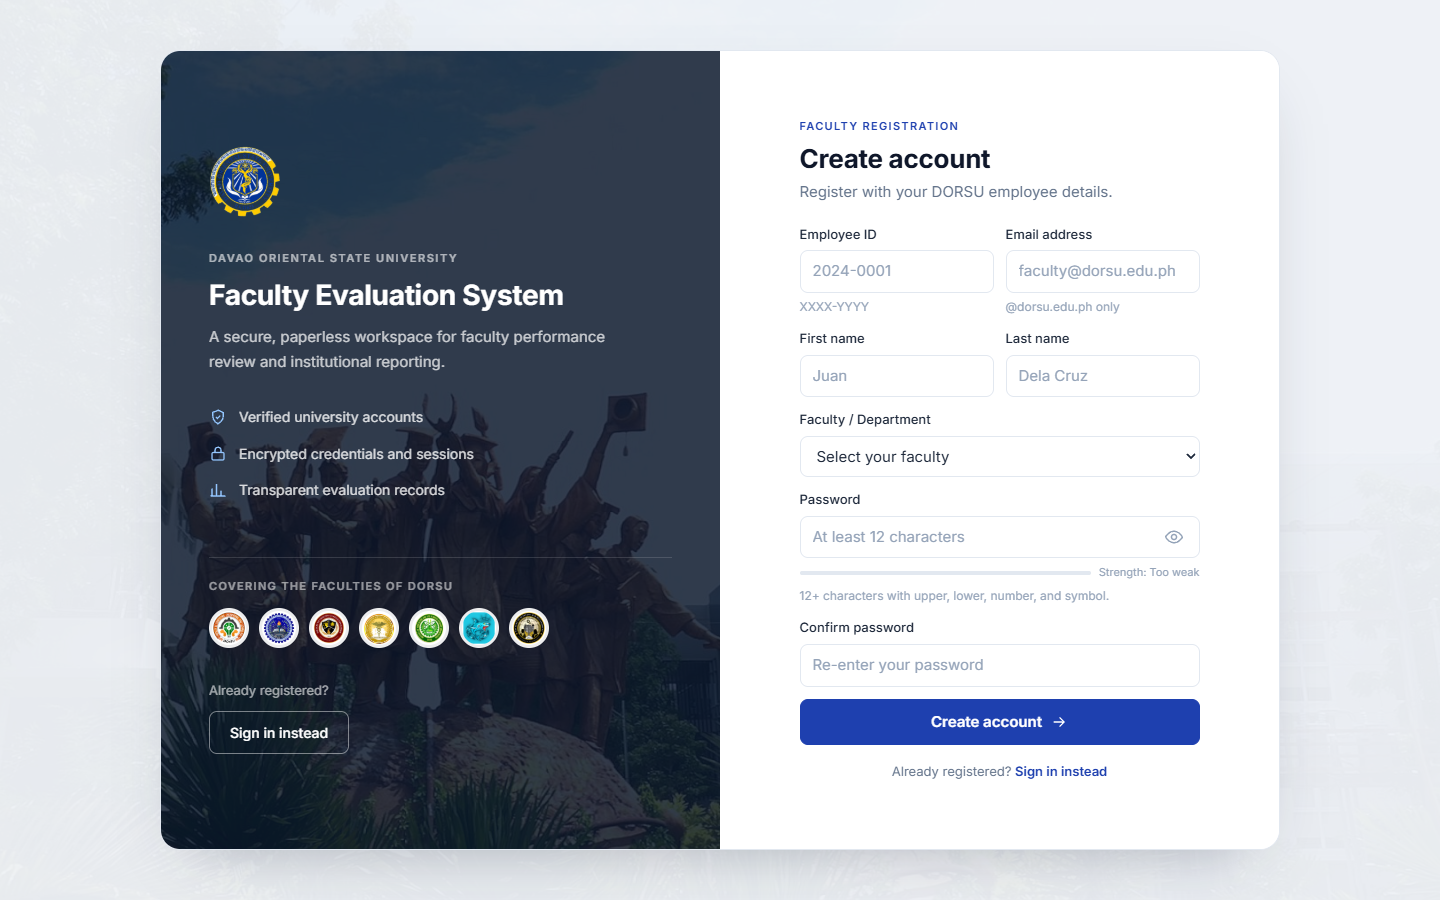 DAVAO ORIENTAL STATE UNIVERSITY
Faculty Evaluation System
A secure, paperless workspace for faculty performance
review and institutional reporting.
Verified university accounts
Encrypted credentials and sessions
Transparent evaluation records
COVERING THE FACULTIES OF DORSU
Already registered?
Sign in instead
FACULTY REGISTRATION
Create account
Register with your DORSU employee details.
Employee ID
Email address
2024-0001
faculty@dorsu.edu.ph
XXXX-YYYY
@dorsu.edu.ph only
First name
Last name
Juan
Dela Cruz
Faculty / Department
Select your faculty
Password
At least 12 characters
Strength: Too weak
12+ characters with upper, lower, number, and symbol.
Confirm password
Re-enter your password
Create account →
Already registered? Sign in instead